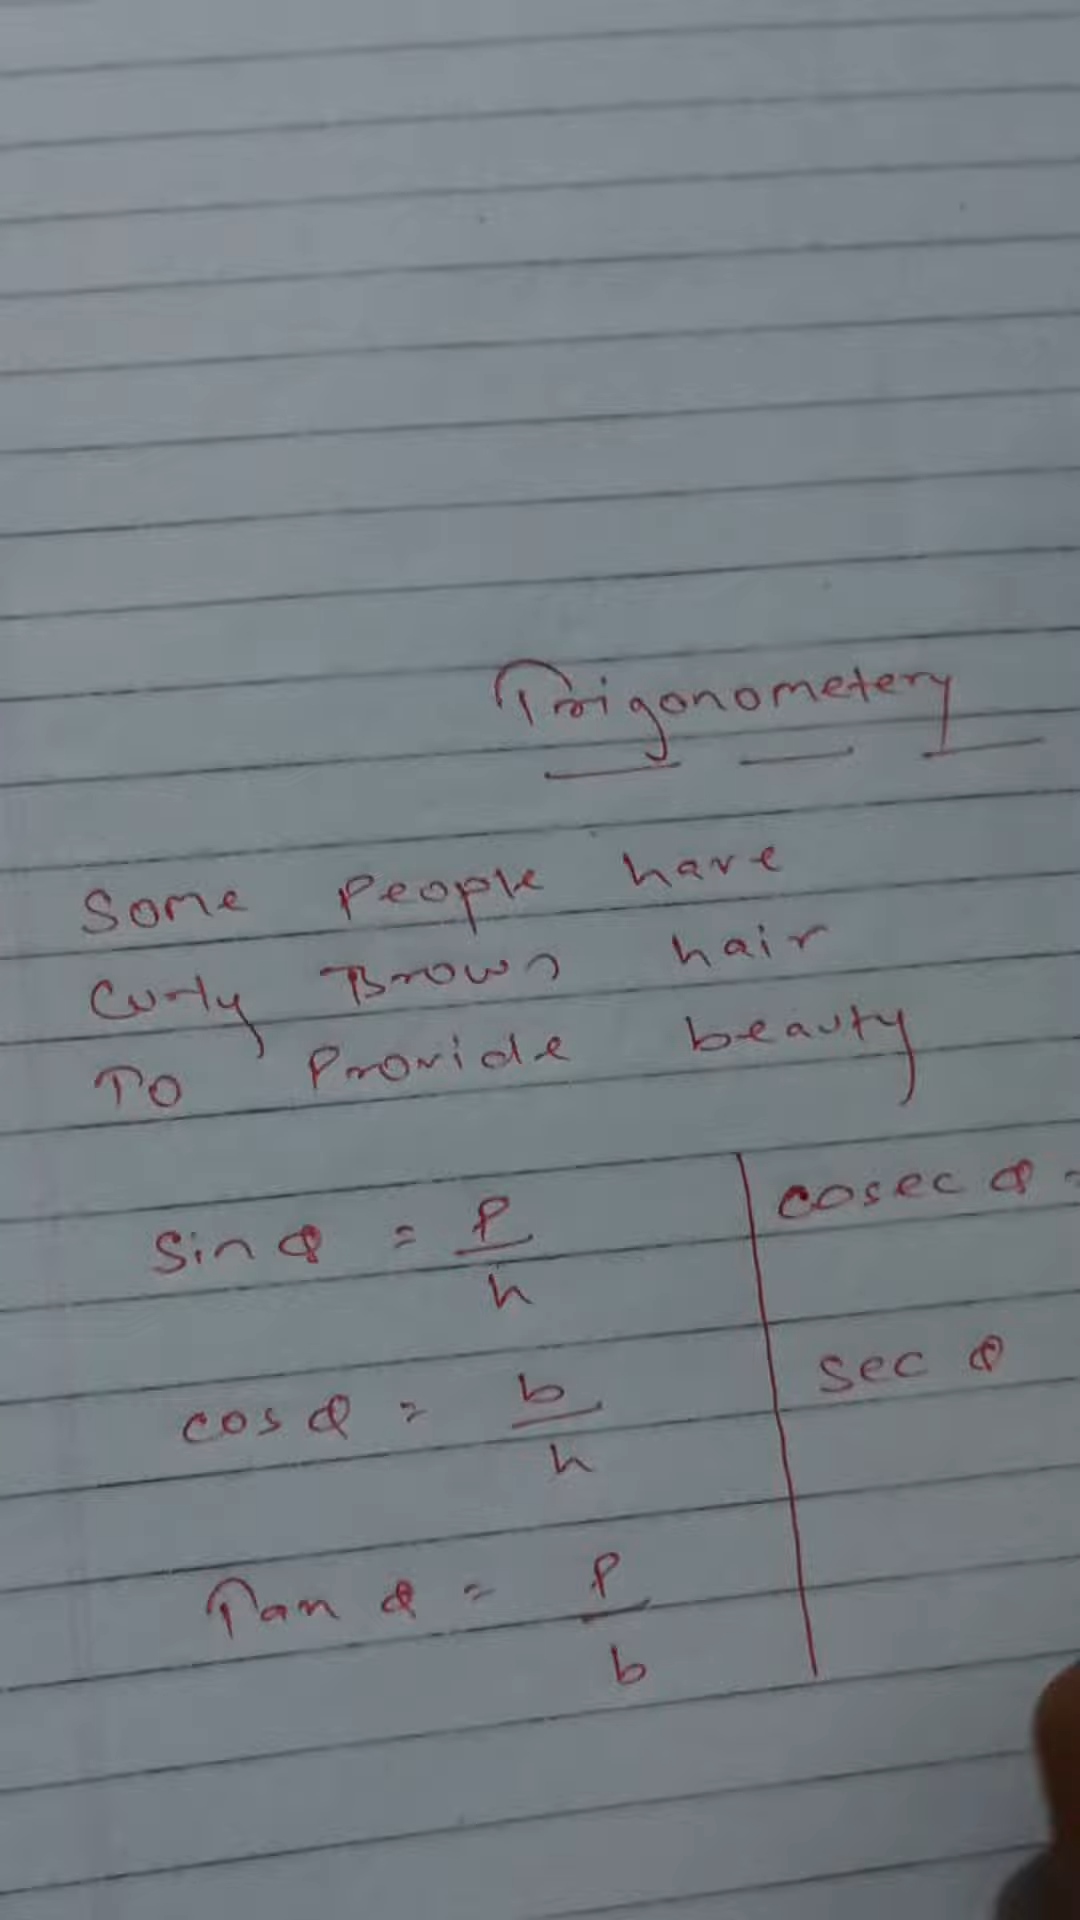 Trigonometery
Some People have
Curly Brown hair
To Provide beauty
Sin θ = P/h
cosec θ =
cos θ = b/h
sec θ
Tan θ = P/b